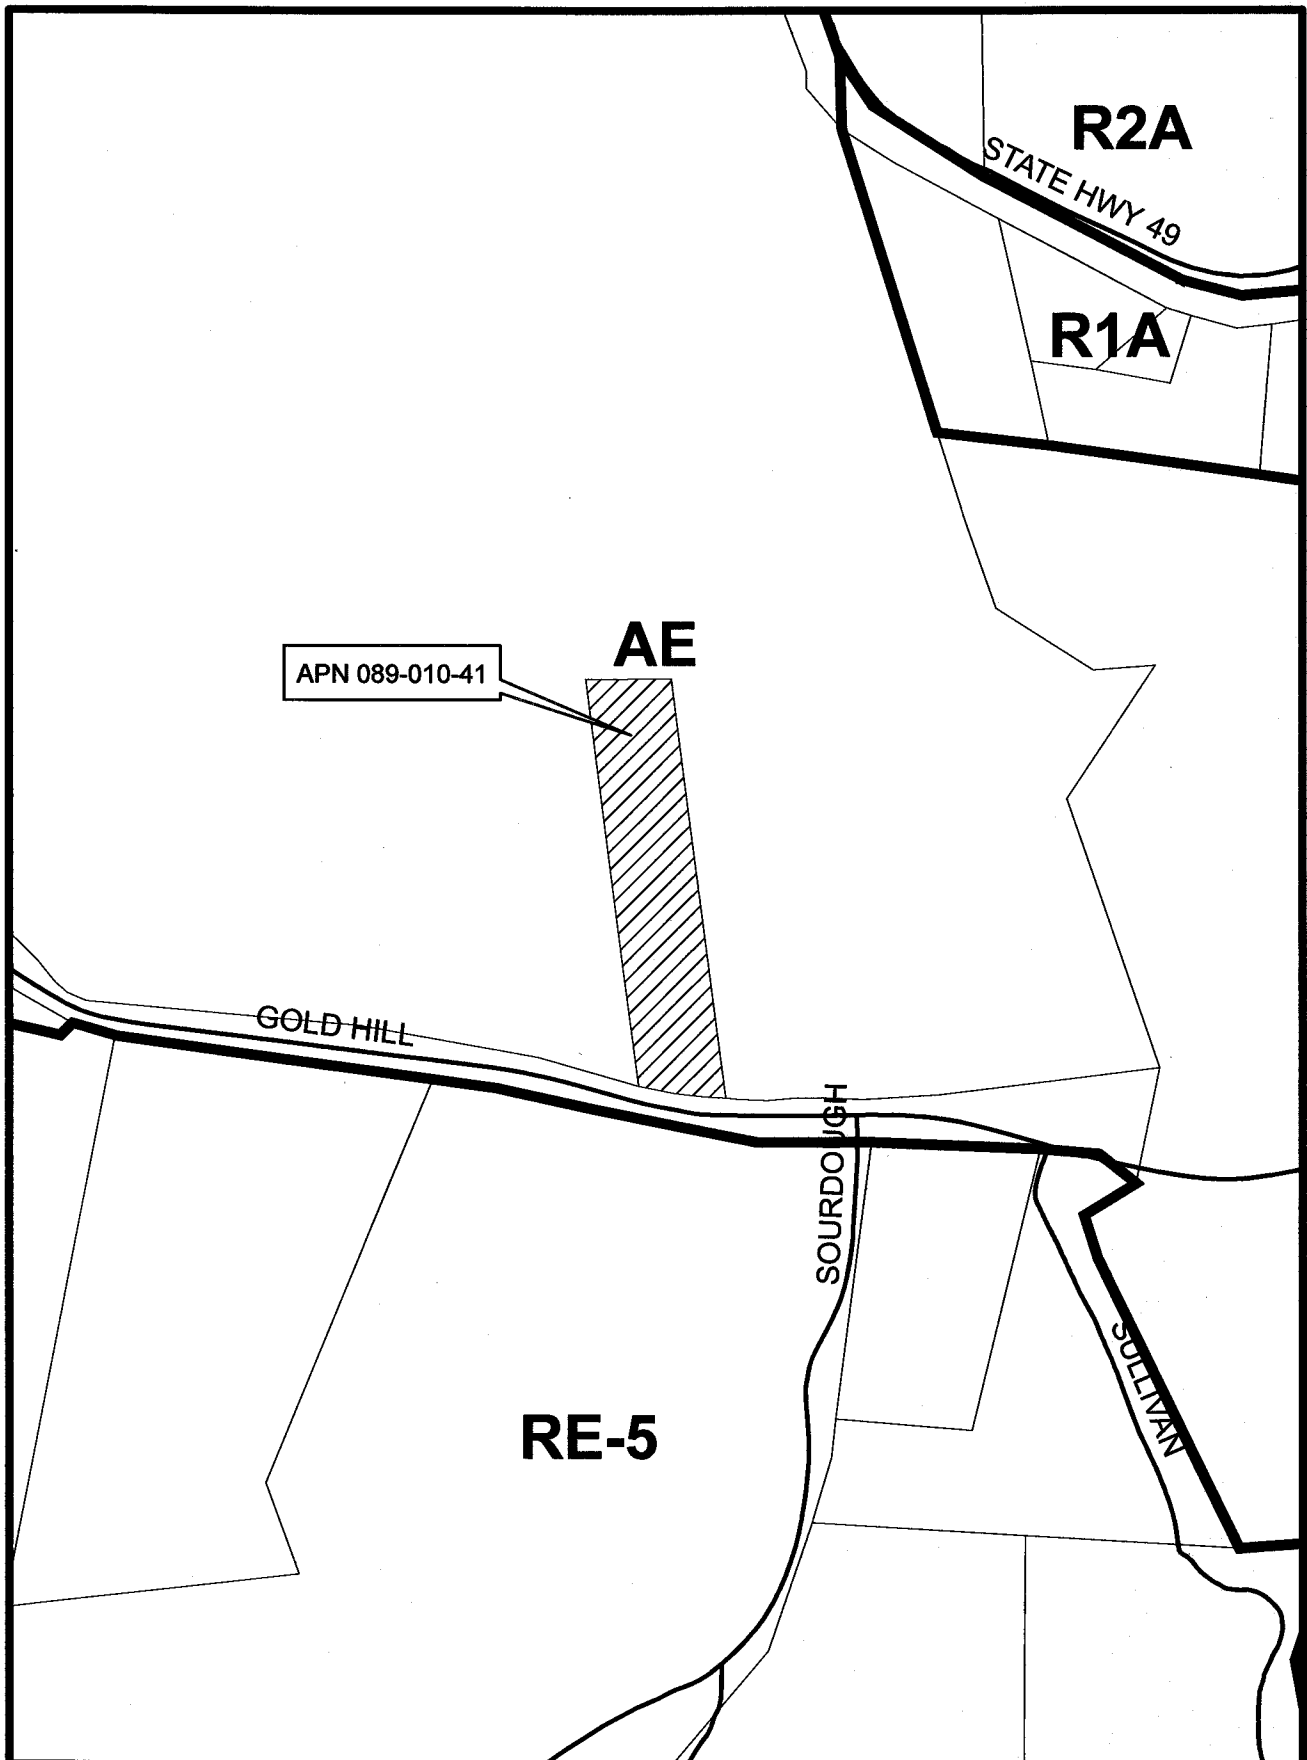 R2A
STATE HWY 49
R1A
AE
APN 089-010-41
GOLD HILL
SOURDOUGH
SULLIVAN
RE-5